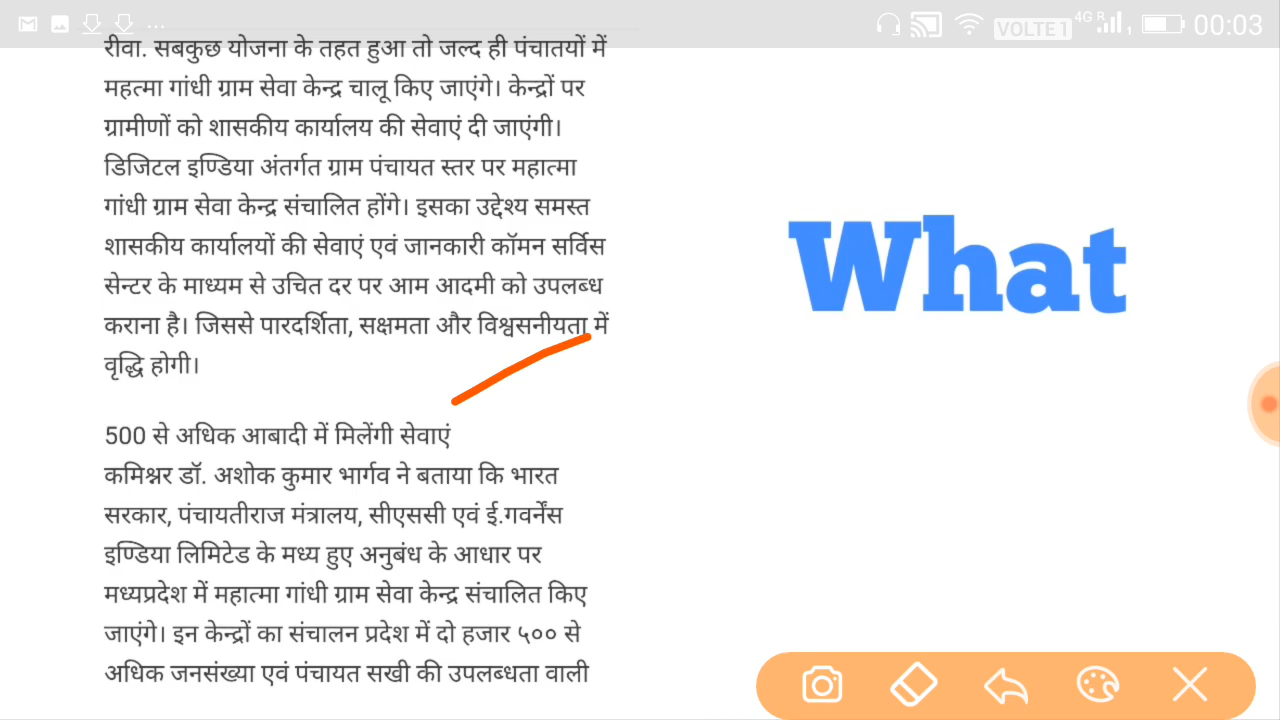 VOLTE 1 4G R 1 00:03
रीवा. सबकुछ योजना के तहत हुआ तो जल्द ही पंचातयों में
महत्मा गांधी ग्राम सेवा केन्द्र चालू किए जाएंगे। केन्द्रों पर
ग्रामीणों को शासकीय कार्यालय की सेवाएं दी जाएंगी।
डिजिटल इण्डिया अंतर्गत ग्राम पंचायत स्तर पर महात्मा
गांधी ग्राम सेवा केन्द्र संचालित होंगे। इसका उद्देश्य समस्त
शासकीय कार्यालयों की सेवाएं एवं जानकारी कॉमन सर्विस
सेन्टर के माध्यम से उचित दर पर आम आदमी को उपलब्ध
कराना है। जिससे पारदर्शिता, सक्षमता और विश्वसनीयता में
वृद्धि होगी।
500 से अधिक आबादी में मिलेंगी सेवाएं
कमिश्नर डॉ. अशोक कुमार भार्गव ने बताया कि भारत
सरकार, पंचायतीराज मंत्रालय, सीएससी एवं ई.गवर्नेंस
इण्डिया लिमिटेड के मध्य हुए अनुबंध के आधार पर
मध्यप्रदेश में महात्मा गांधी ग्राम सेवा केन्द्र संचालित किए
जाएंगे। इन केन्द्रों का संचालन प्रदेश में दो हजार ५०० से
अधिक जनसंख्या एवं पंचायत सखी की उपलब्धता वाली
What